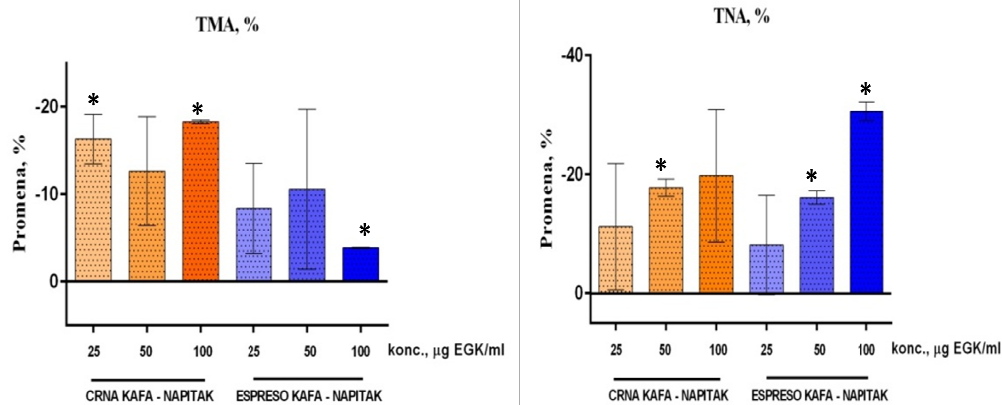 TMA, %
Promena, %
-20
-10
0
* * *
25 50 100 25 50 100 konc., µg EGK/ml
CRNA KAFA - NAPITAK ESPRESO KAFA - NAPITAK
TNA, %
Promena, %
-40
-20
0
* * *
25 50 100 25 50 100 konc., µg EGK/ml
CRNA KAFA - NAPITAK ESPRESO KAFA - NAPITAK